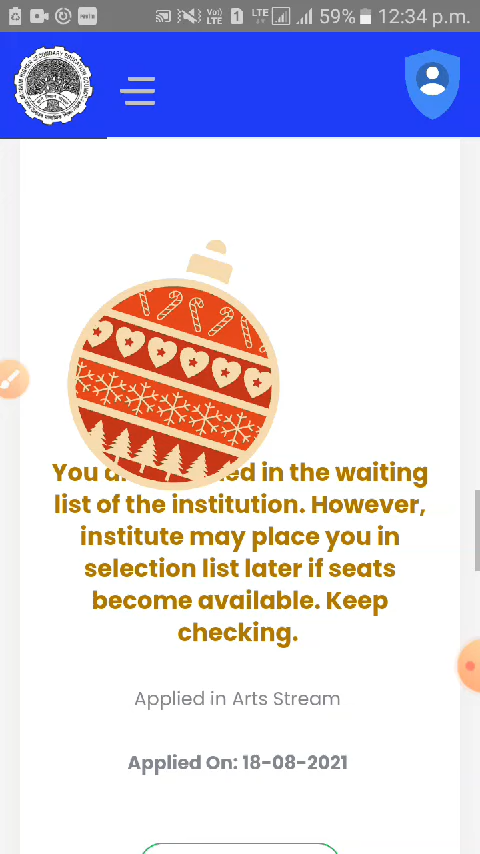 59% 12:34 p.m.
You in the waiting
list of the institution. However,
institute may place you in
selection list later if seats
become available. Keep
checking.
Applied in Arts Stream
Applied On: 18-08-2021